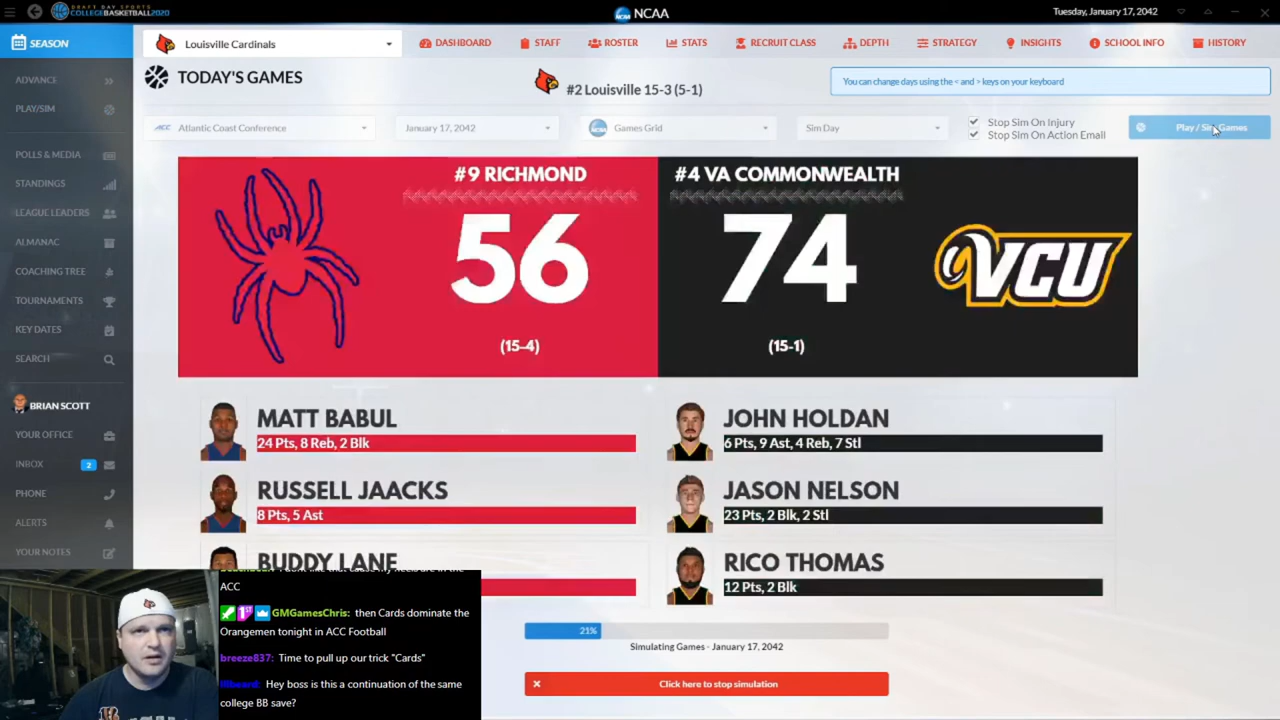 DRAFT DAY SPORTS
COLLEGE BASKETBALL 2020
NCAA
Tuesday, January 17, 2042
SEASON
Louisville Cardinals
DASHBOARD
STAFF
ROSTER
STATS
RECRUIT CLASS
DEPTH
STRATEGY
INSIGHTS
SCHOOL INFO
HISTORY
TODAY'S GAMES
#2 Louisville 15-3 (5-1)
You can change days using the < and > keys on your keyboard
ACC Atlantic Coast Conference
January 17, 2042
NCAA Games Grid
Sim Day
Stop Sim On Injury
Stop Sim On Action Email
Play / Sim Games
ADVANCE
PLAY/SIM
POLLS & MEDIA
STANDINGS
LEAGUE LEADERS
ALMANAC
COACHING TREE
TOURNAMENTS
KEY DATES
SEARCH
BRIAN SCOTT
YOUR OFFICE
INBOX 2
PHONE
ALERTS
YOUR NOTES
#9 RICHMOND
56
(15-4)
#4 VA COMMONWEALTH
74
(15-1)
VCU
MATT BABUL
24 Pts, 8 Reb, 2 Blk
JOHN HOLDAN
6 Pts, 9 Ast, 4 Reb, 7 Stl
RUSSELL JAACKS
8 Pts, 5 Ast
JASON NELSON
23 Pts, 2 Blk, 2 Stl
BUDDY LANE
RICO THOMAS
12 Pts, 2 Blk
ACC
1st GMGamesChris: then Cards dominate the
Orangemen tonight in ACC Football
breeze837: Time to pull up our trick "Cards"
Hey boss is this a continuation of the same
college BB save?
21%
Simulating Games - January 17, 2042
Click here to stop simulation